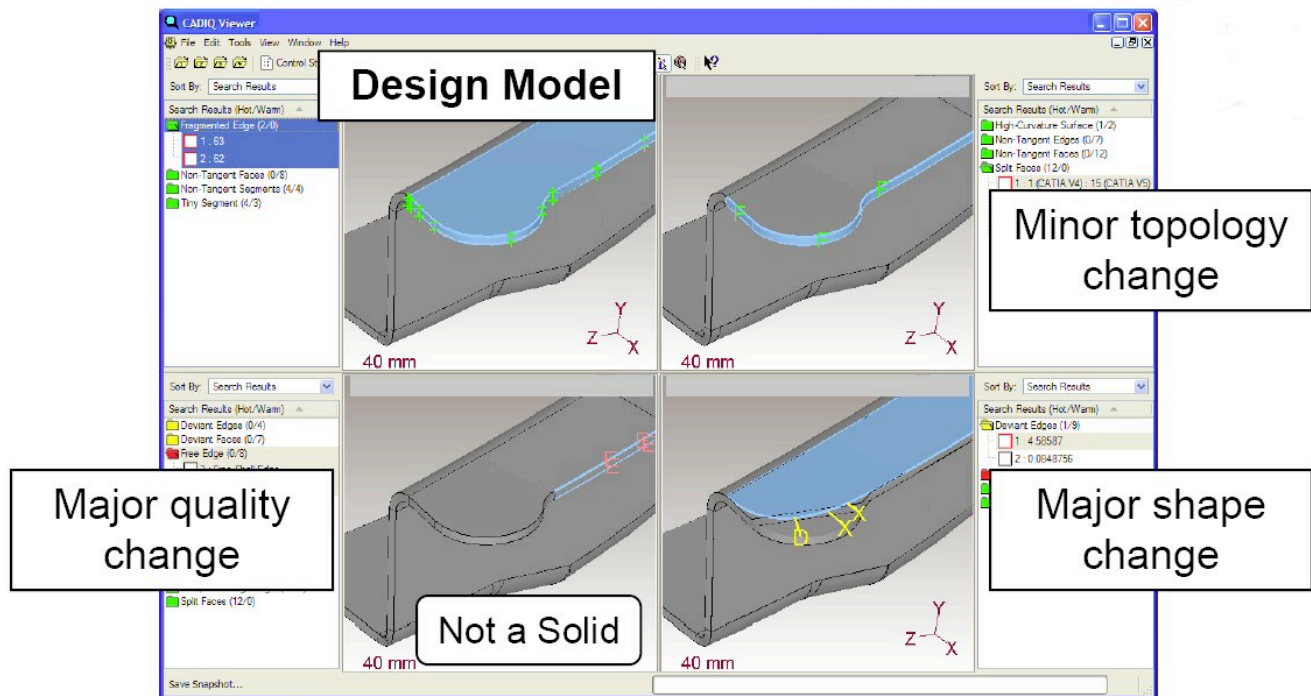 CADIQ Viewer
File Edit Tools View Window Help
Control St
Design Model
Sort By: Search Results
Search Results (Hot/Warm)
Fragmented Edge (2/0)
1 : 63
2 : 62
Non-Tangent Faces (0/8)
Non-Tangent Segments (4/4)
Tiny Segment (4/3)
Y
Z
X
40 mm
Y
Z
X
40 mm
Sort By: Search Results
Search Results (Hot/Warm)
High-Curvature Surface (1/2)
Non-Tangent Edges (0/7)
Non-Tangent Faces (0/12)
Split Faces (12/0)
1 : 1 (CATIA V4) : 15 (CATIA V5)
Minor topology
change
Sort By: Search Results
Search Results (Hot/Warm)
Deviant Edges (0/4)
Deviant Faces (0/7)
Free Edge (0/8)
Major quality
change
Split Faces (12/0)
E
E
Not a Solid
40 mm
D
X
X
Y
Z
X
40 mm
Sort By: Search Results
Search Results (Hot/Warm)
Deviant Edges (1/9)
1 : 4.58587
2 : 0.0848756
Major shape
change
Save Snapshot...